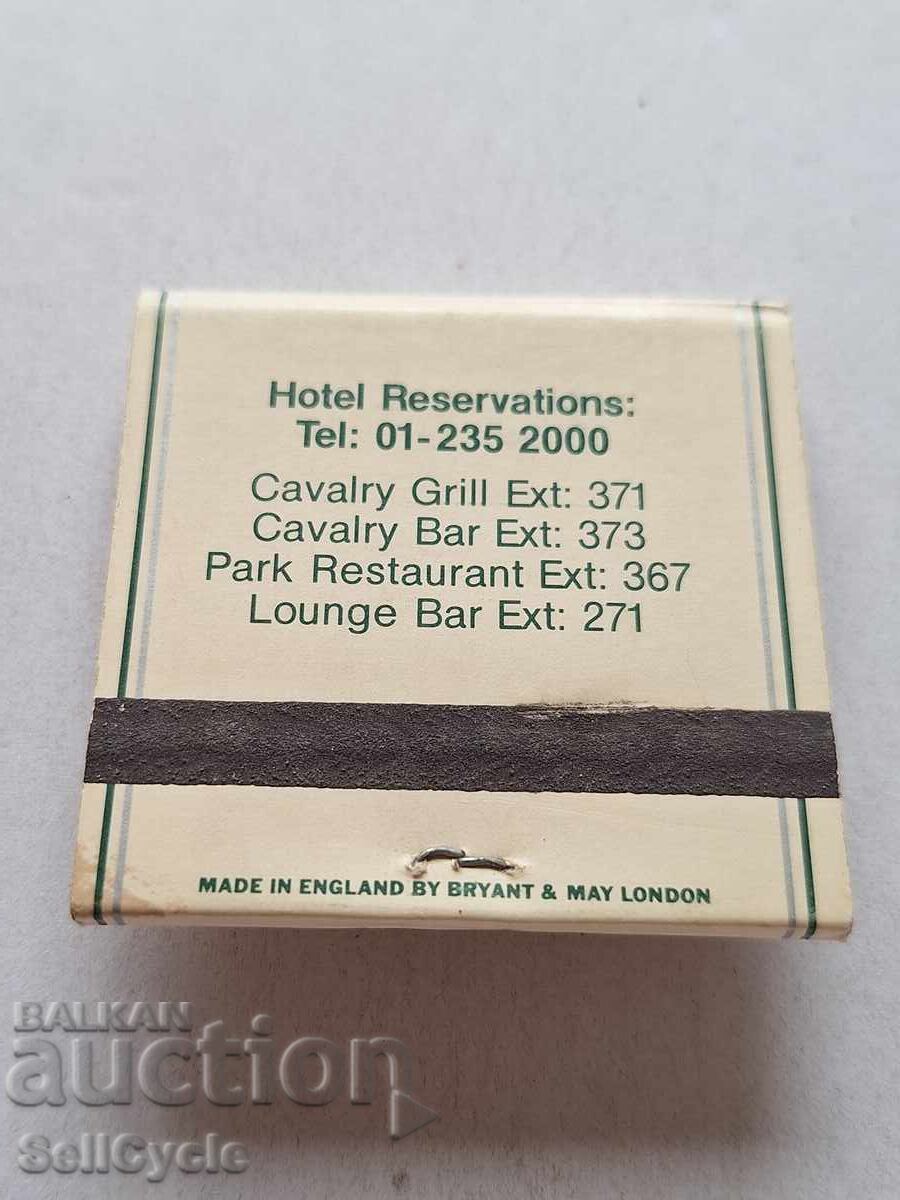 Hotel Reservations:
Tel: 01-235 2000
Cavalry Grill Ext: 371
Cavalry Bar Ext: 373
Park Restaurant Ext: 367
Lounge Bar Ext: 271
MADE IN ENGLAND BY BRYANT & MAY LONDON
BALKAN
auction
SellCycle